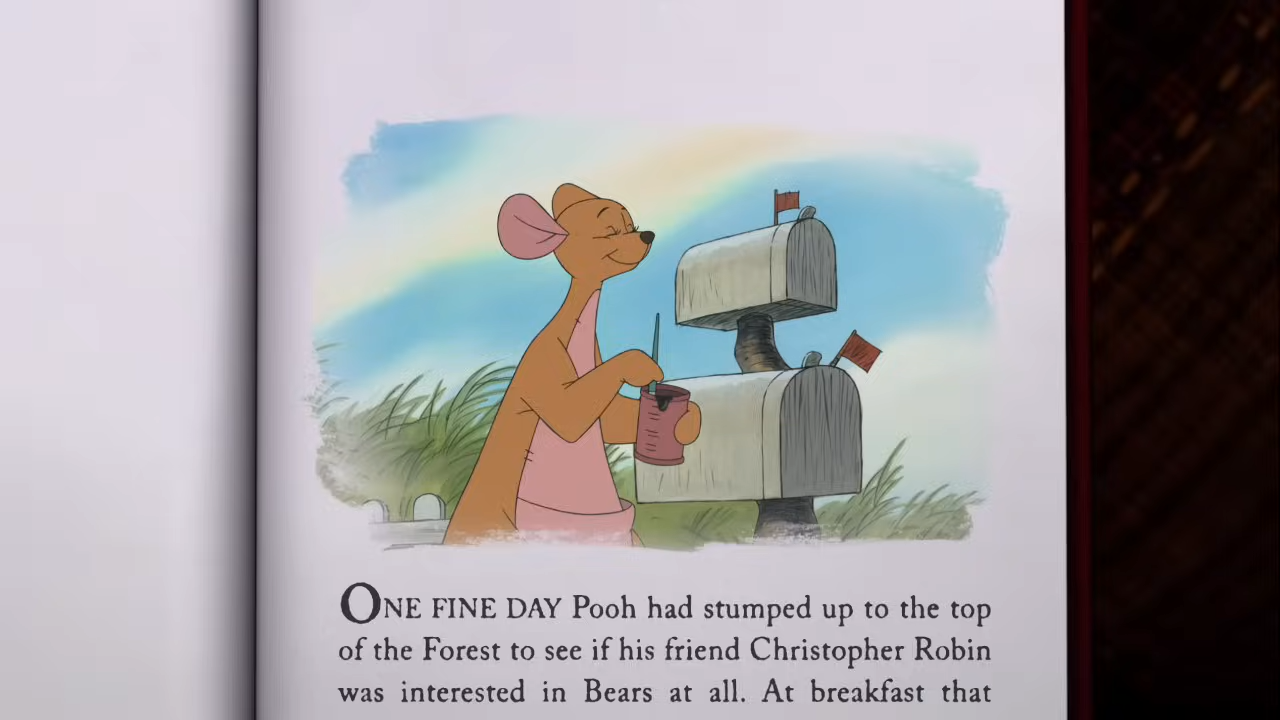 ONE FINE DAY Pooh had stumped up to the top
of the Forest to see if his friend Christopher Robin
was interested in Bears at all. At breakfast that